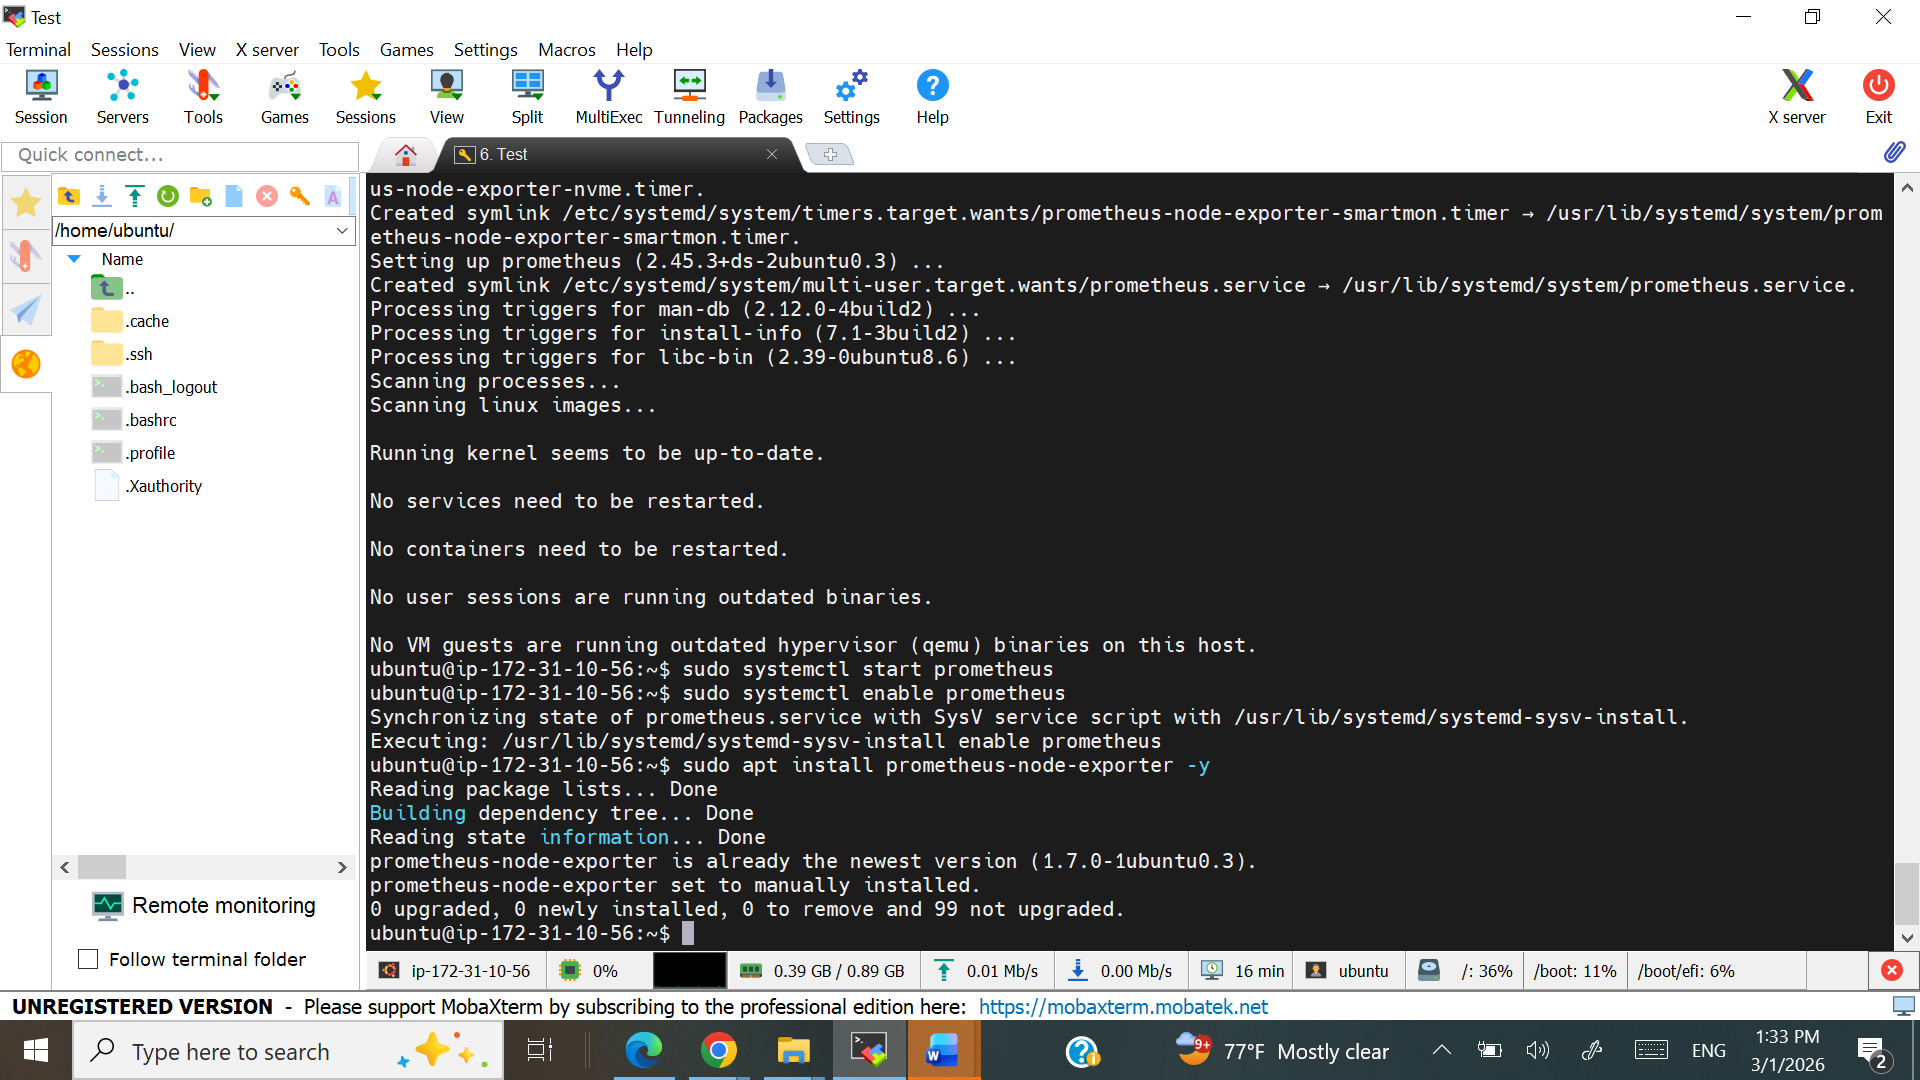 Test
Terminal Sessions View X server Tools Games Settings Macros Help
Session Servers Tools Games Sessions View Split MultiExec Tunneling Packages Settings Help X server Exit
Quick connect...
6. Test
/home/ubuntu/
Name
..
.cache
.ssh
.bash_logout
.bashrc
.profile
.Xauthority
Remote monitoring
Follow terminal folder
us-node-exporter-nvme.timer.
Created symlink /etc/systemd/system/timers.target.wants/prometheus-node-exporter-smartmon.timer → /usr/lib/systemd/system/prom
etheus-node-exporter-smartmon.timer.
Setting up prometheus (2.45.3+ds-2ubuntu0.3) ...
Created symlink /etc/systemd/system/multi-user.target.wants/prometheus.service → /usr/lib/systemd/system/prometheus.service.
Processing triggers for man-db (2.12.0-4build2) ...
Processing triggers for install-info (7.1-3build2) ...
Processing triggers for libc-bin (2.39-0ubuntu8.6) ...
Scanning processes...
Scanning linux images...
Running kernel seems to be up-to-date.
No services need to be restarted.
No containers need to be restarted.
No user sessions are running outdated binaries.
No VM guests are running outdated hypervisor (qemu) binaries on this host.
ubuntu@ip-172-31-10-56:~$ sudo systemctl start prometheus
ubuntu@ip-172-31-10-56:~$ sudo systemctl enable prometheus
Synchronizing state of prometheus.service with SysV service script with /usr/lib/systemd/systemd-sysv-install.
Executing: /usr/lib/systemd/systemd-sysv-install enable prometheus
ubuntu@ip-172-31-10-56:~$ sudo apt install prometheus-node-exporter -y
Reading package lists... Done
Building dependency tree... Done
Reading state information... Done
prometheus-node-exporter is already the newest version (1.7.0-1ubuntu0.3).
prometheus-node-exporter set to manually installed.
0 upgraded, 0 newly installed, 0 to remove and 99 not upgraded.
ubuntu@ip-172-31-10-56:~$
ip-172-31-10-56 0% 0.39 GB / 0.89 GB 0.01 Mb/s 0.00 Mb/s 16 min ubuntu /: 36% /boot: 11% /boot/efi: 6%
UNREGISTERED VERSION - Please support MobaXterm by subscribing to the professional edition here: https://mobaxterm.mobatek.net
Type here to search
9+ 77°F Mostly clear
ENG
1:33 PM
3/1/2026
2